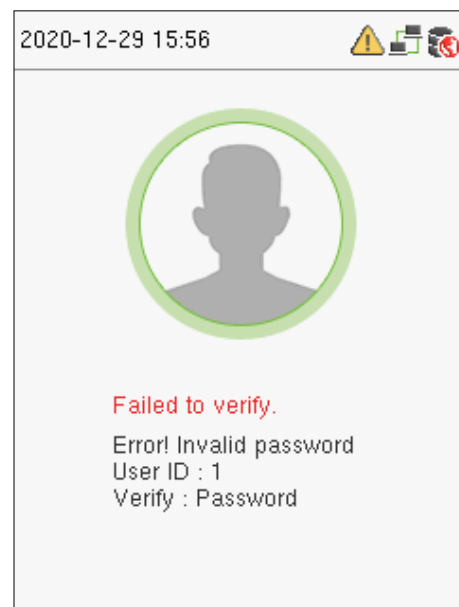 2020-12-29 15:56
Failed to verify.
Error! Invalid password
User ID : 1
Verify : Password